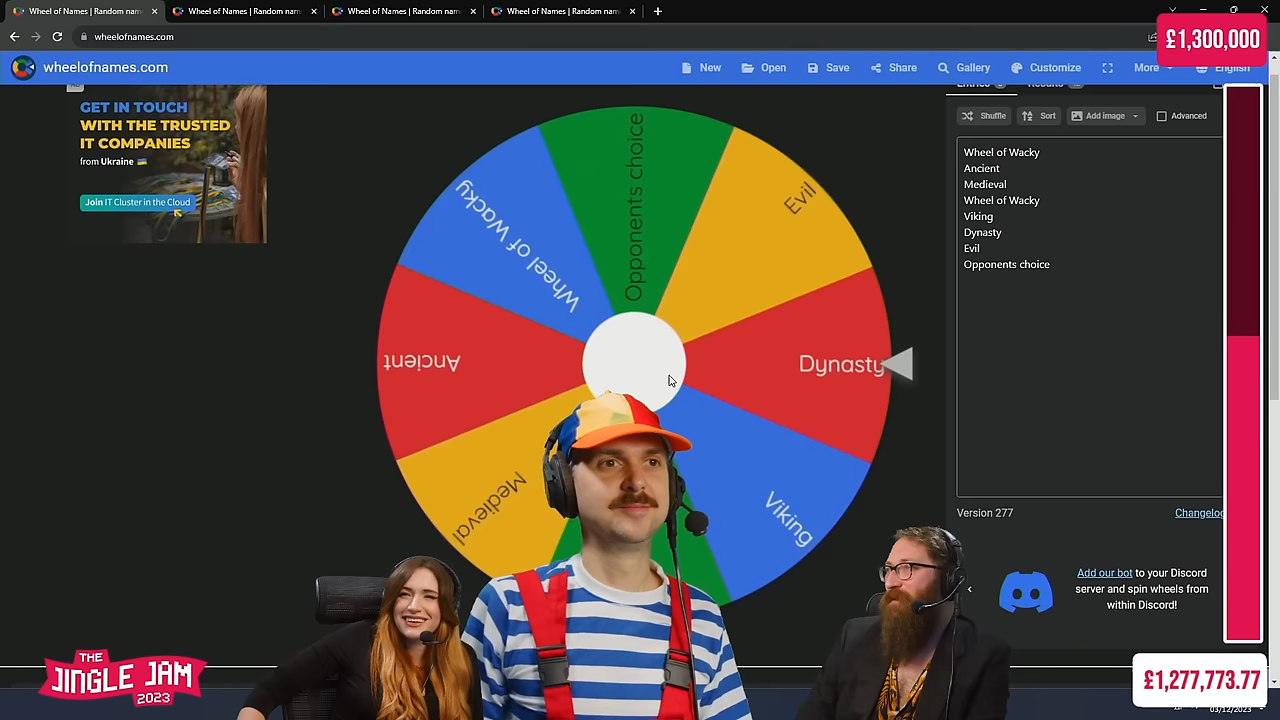 Wheel of Names | Random nam
Wheel of Names | Random nam
Wheel of Names | Random nam
Wheel of Names | Random nam
wheelofnames.com
£1,300,000
wheelofnames.com
New
Open
Save
Share
Gallery
Customize
More
English
Entries
Results
Shuffle
Sort
Add image
Advanced
GET IN TOUCH
WITH THE TRUSTED
IT COMPANIES
from Ukraine
Join IT Cluster in the Cloud
Opponents choice
Evil
Dynasty
Viking
Medieval
Ancient
Wheel of Wacky
Wheel of Wacky
Ancient
Medieval
Wheel of Wacky
Viking
Dynasty
Evil
Opponents choice
Version 277
Changelog
Add our bot to your Discord
server and spin wheels from
within Discord!
THE
JINGLE JAM
2023
£1,277,773.77